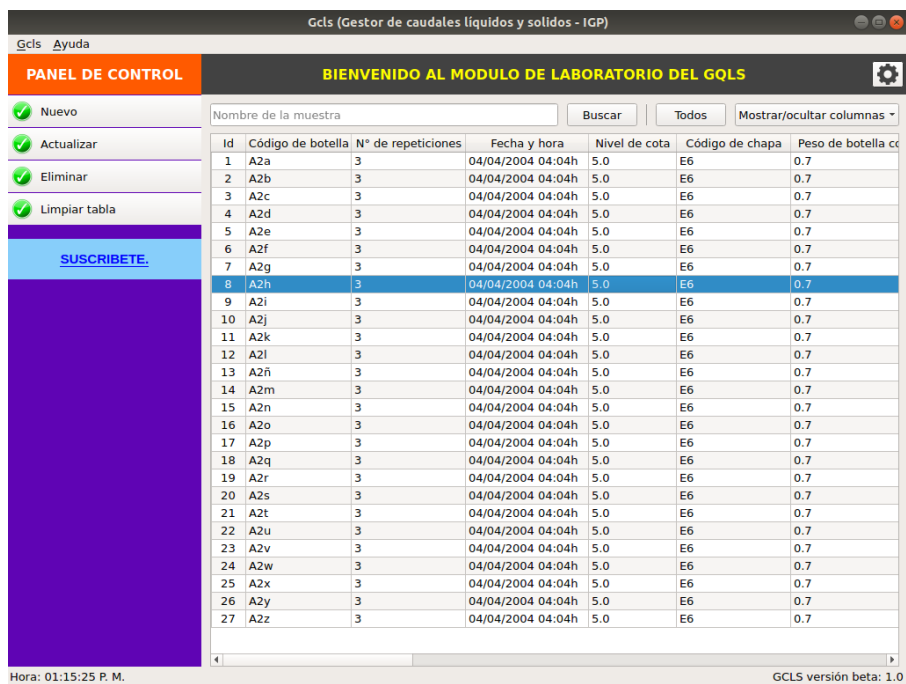 Gcls (Gestor de caudales líquidos y solidos - IGP)
Gcls Ayuda
PANEL DE CONTROL
BIENVENIDO AL MODULO DE LABORATORIO DEL GQLS
Nuevo
Actualizar
Eliminar
Limpiar tabla
SUSCRIBETE.
Nombre de la muestra Buscar Todos Mostrar/ocultar columnas
Id Código de botella N° de repeticiones Fecha y hora Nivel de cota Código de chapa Peso de botella co
1 A2a 3 04/04/2004 04:04h 5.0 E6 0.7
2 A2b 3 04/04/2004 04:04h 5.0 E6 0.7
3 A2c 3 04/04/2004 04:04h 5.0 E6 0.7
4 A2d 3 04/04/2004 04:04h 5.0 E6 0.7
5 A2e 3 04/04/2004 04:04h 5.0 E6 0.7
6 A2f 3 04/04/2004 04:04h 5.0 E6 0.7
7 A2g 3 04/04/2004 04:04h 5.0 E6 0.7
8 A2h 3 04/04/2004 04:04h 5.0 E6 0.7
9 A2i 3 04/04/2004 04:04h 5.0 E6 0.7
10 A2j 3 04/04/2004 04:04h 5.0 E6 0.7
11 A2k 3 04/04/2004 04:04h 5.0 E6 0.7
12 A2l 3 04/04/2004 04:04h 5.0 E6 0.7
13 A2ñ 3 04/04/2004 04:04h 5.0 E6 0.7
14 A2m 3 04/04/2004 04:04h 5.0 E6 0.7
15 A2n 3 04/04/2004 04:04h 5.0 E6 0.7
16 A2o 3 04/04/2004 04:04h 5.0 E6 0.7
17 A2p 3 04/04/2004 04:04h 5.0 E6 0.7
18 A2q 3 04/04/2004 04:04h 5.0 E6 0.7
19 A2r 3 04/04/2004 04:04h 5.0 E6 0.7
20 A2s 3 04/04/2004 04:04h 5.0 E6 0.7
21 A2t 3 04/04/2004 04:04h 5.0 E6 0.7
22 A2u 3 04/04/2004 04:04h 5.0 E6 0.7
23 A2v 3 04/04/2004 04:04h 5.0 E6 0.7
24 A2w 3 04/04/2004 04:04h 5.0 E6 0.7
25 A2x 3 04/04/2004 04:04h 5.0 E6 0.7
26 A2y 3 04/04/2004 04:04h 5.0 E6 0.7
27 A2z 3 04/04/2004 04:04h 5.0 E6 0.7
Hora: 01:15:25 P. M. GCLS versión beta: 1.0